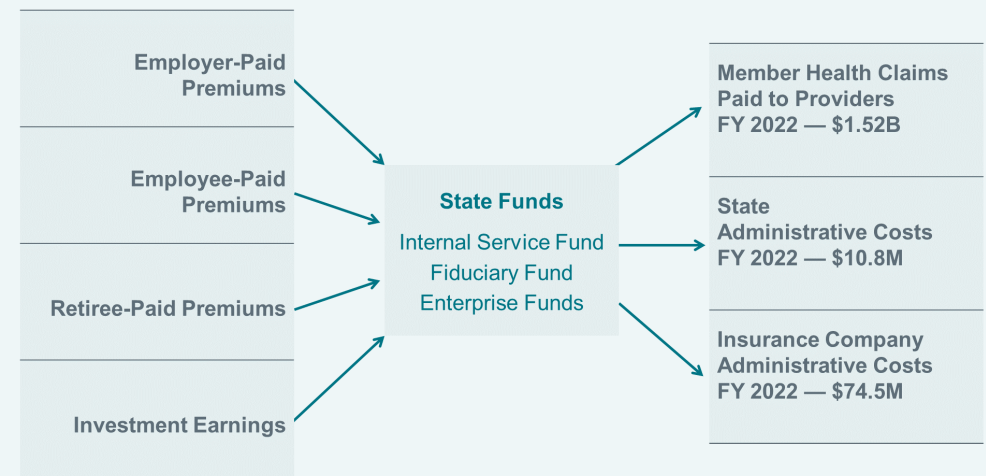 Employer-Paid
Premiums
Employee-Paid
Premiums
Retiree-Paid Premiums
Investment Earnings
State Funds
Internal Service Fund
Fiduciary Fund
Enterprise Funds
Member Health Claims
Paid to Providers
FY 2022 — $1.52B
State
Administrative Costs
FY 2022 — $10.8M
Insurance Company
Administrative Costs
FY 2022 — $74.5M